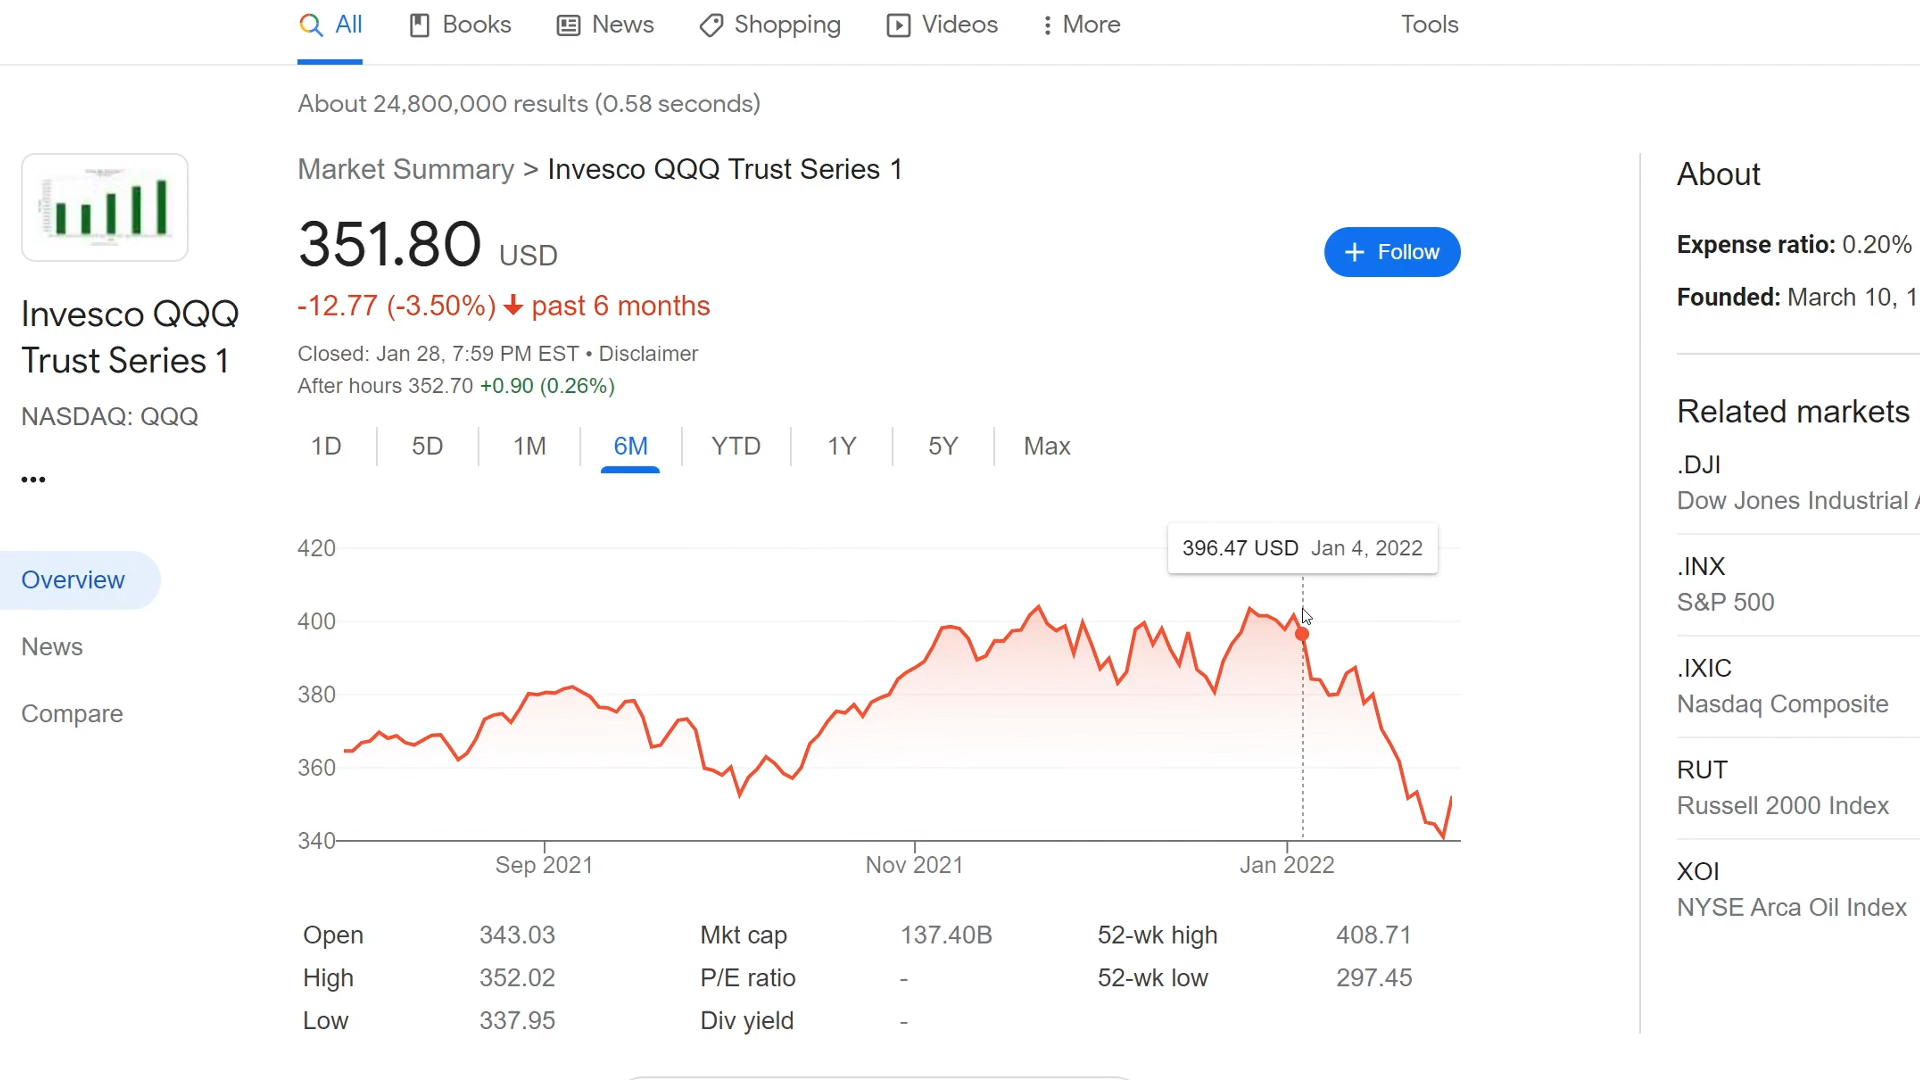 All
Books
News
Shopping
Videos
More
Tools
About 24,800,000 results (0.58 seconds)
Invesco QQQ
Trust Series 1
NASDAQ: QQQ
Overview
News
Compare
Market Summary > Invesco QQQ Trust Series 1
351.80 USD
+ Follow
-12.77 (-3.50%) past 6 months
Closed: Jan 28, 7:59 PM EST • Disclaimer
After hours 352.70 +0.90 (0.26%)
1D
5D
1M
6M
YTD
1Y
5Y
Max
396.47 USD Jan 4, 2022
420
400
380
360
340
Sep 2021
Nov 2021
Jan 2022
Open 343.03
High 352.02
Low 337.95
Mkt cap 137.40B
P/E ratio -
Div yield -
52-wk high 408.71
52-wk low 297.45
About
Expense ratio: 0.20%
Founded: March 10, 1
Related markets
.DJI
Dow Jones Industrial
.INX
S&P 500
.IXIC
Nasdaq Composite
RUT
Russell 2000 Index
XOI
NYSE Arca Oil Index